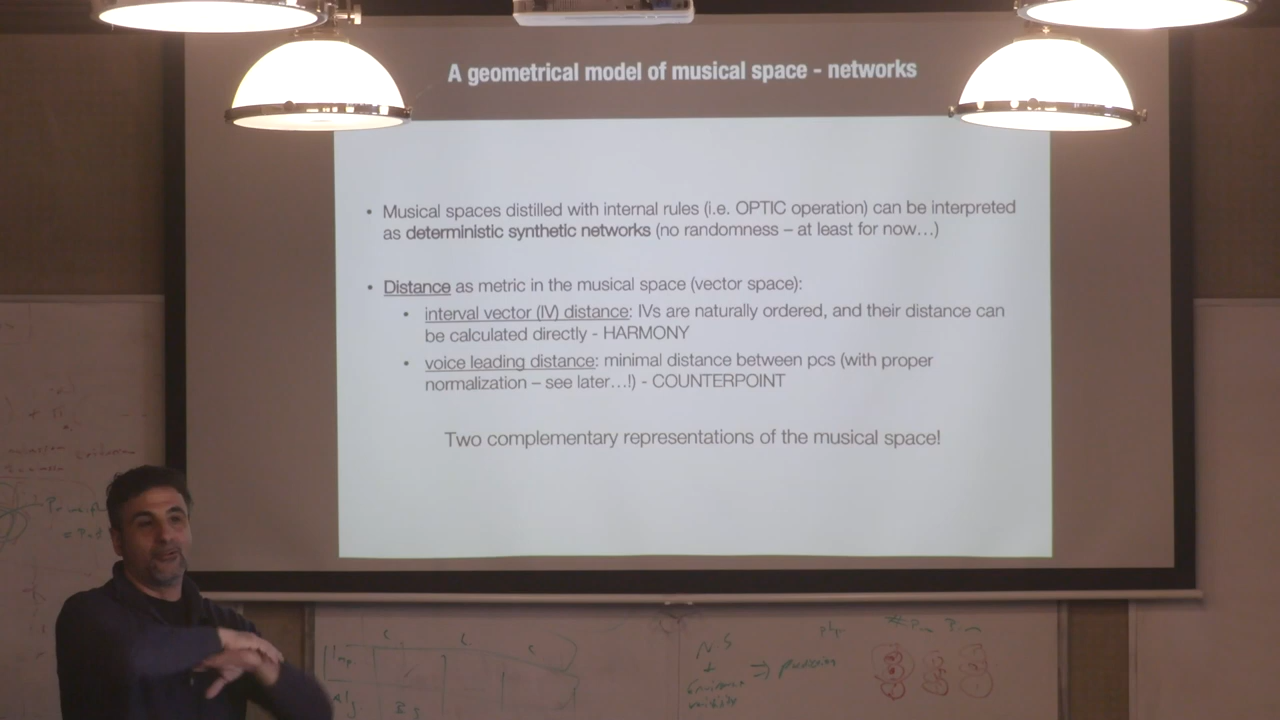 A geometrical model of musical space - networks
• Musical spaces distilled with internal rules (i.e. OPTIC operation) can be interpreted
as deterministic synthetic networks (no randomness – at least for now…)
• Distance as metric in the musical space (vector space):
• interval vector (IV) distance: IVs are naturally ordered, and their distance can
be calculated directly - HARMONY
• voice leading distance: minimal distance between pcs (with proper
normalization – see later…!) - COUNTERPOINT
Two complementary representations of the musical space!
N.S